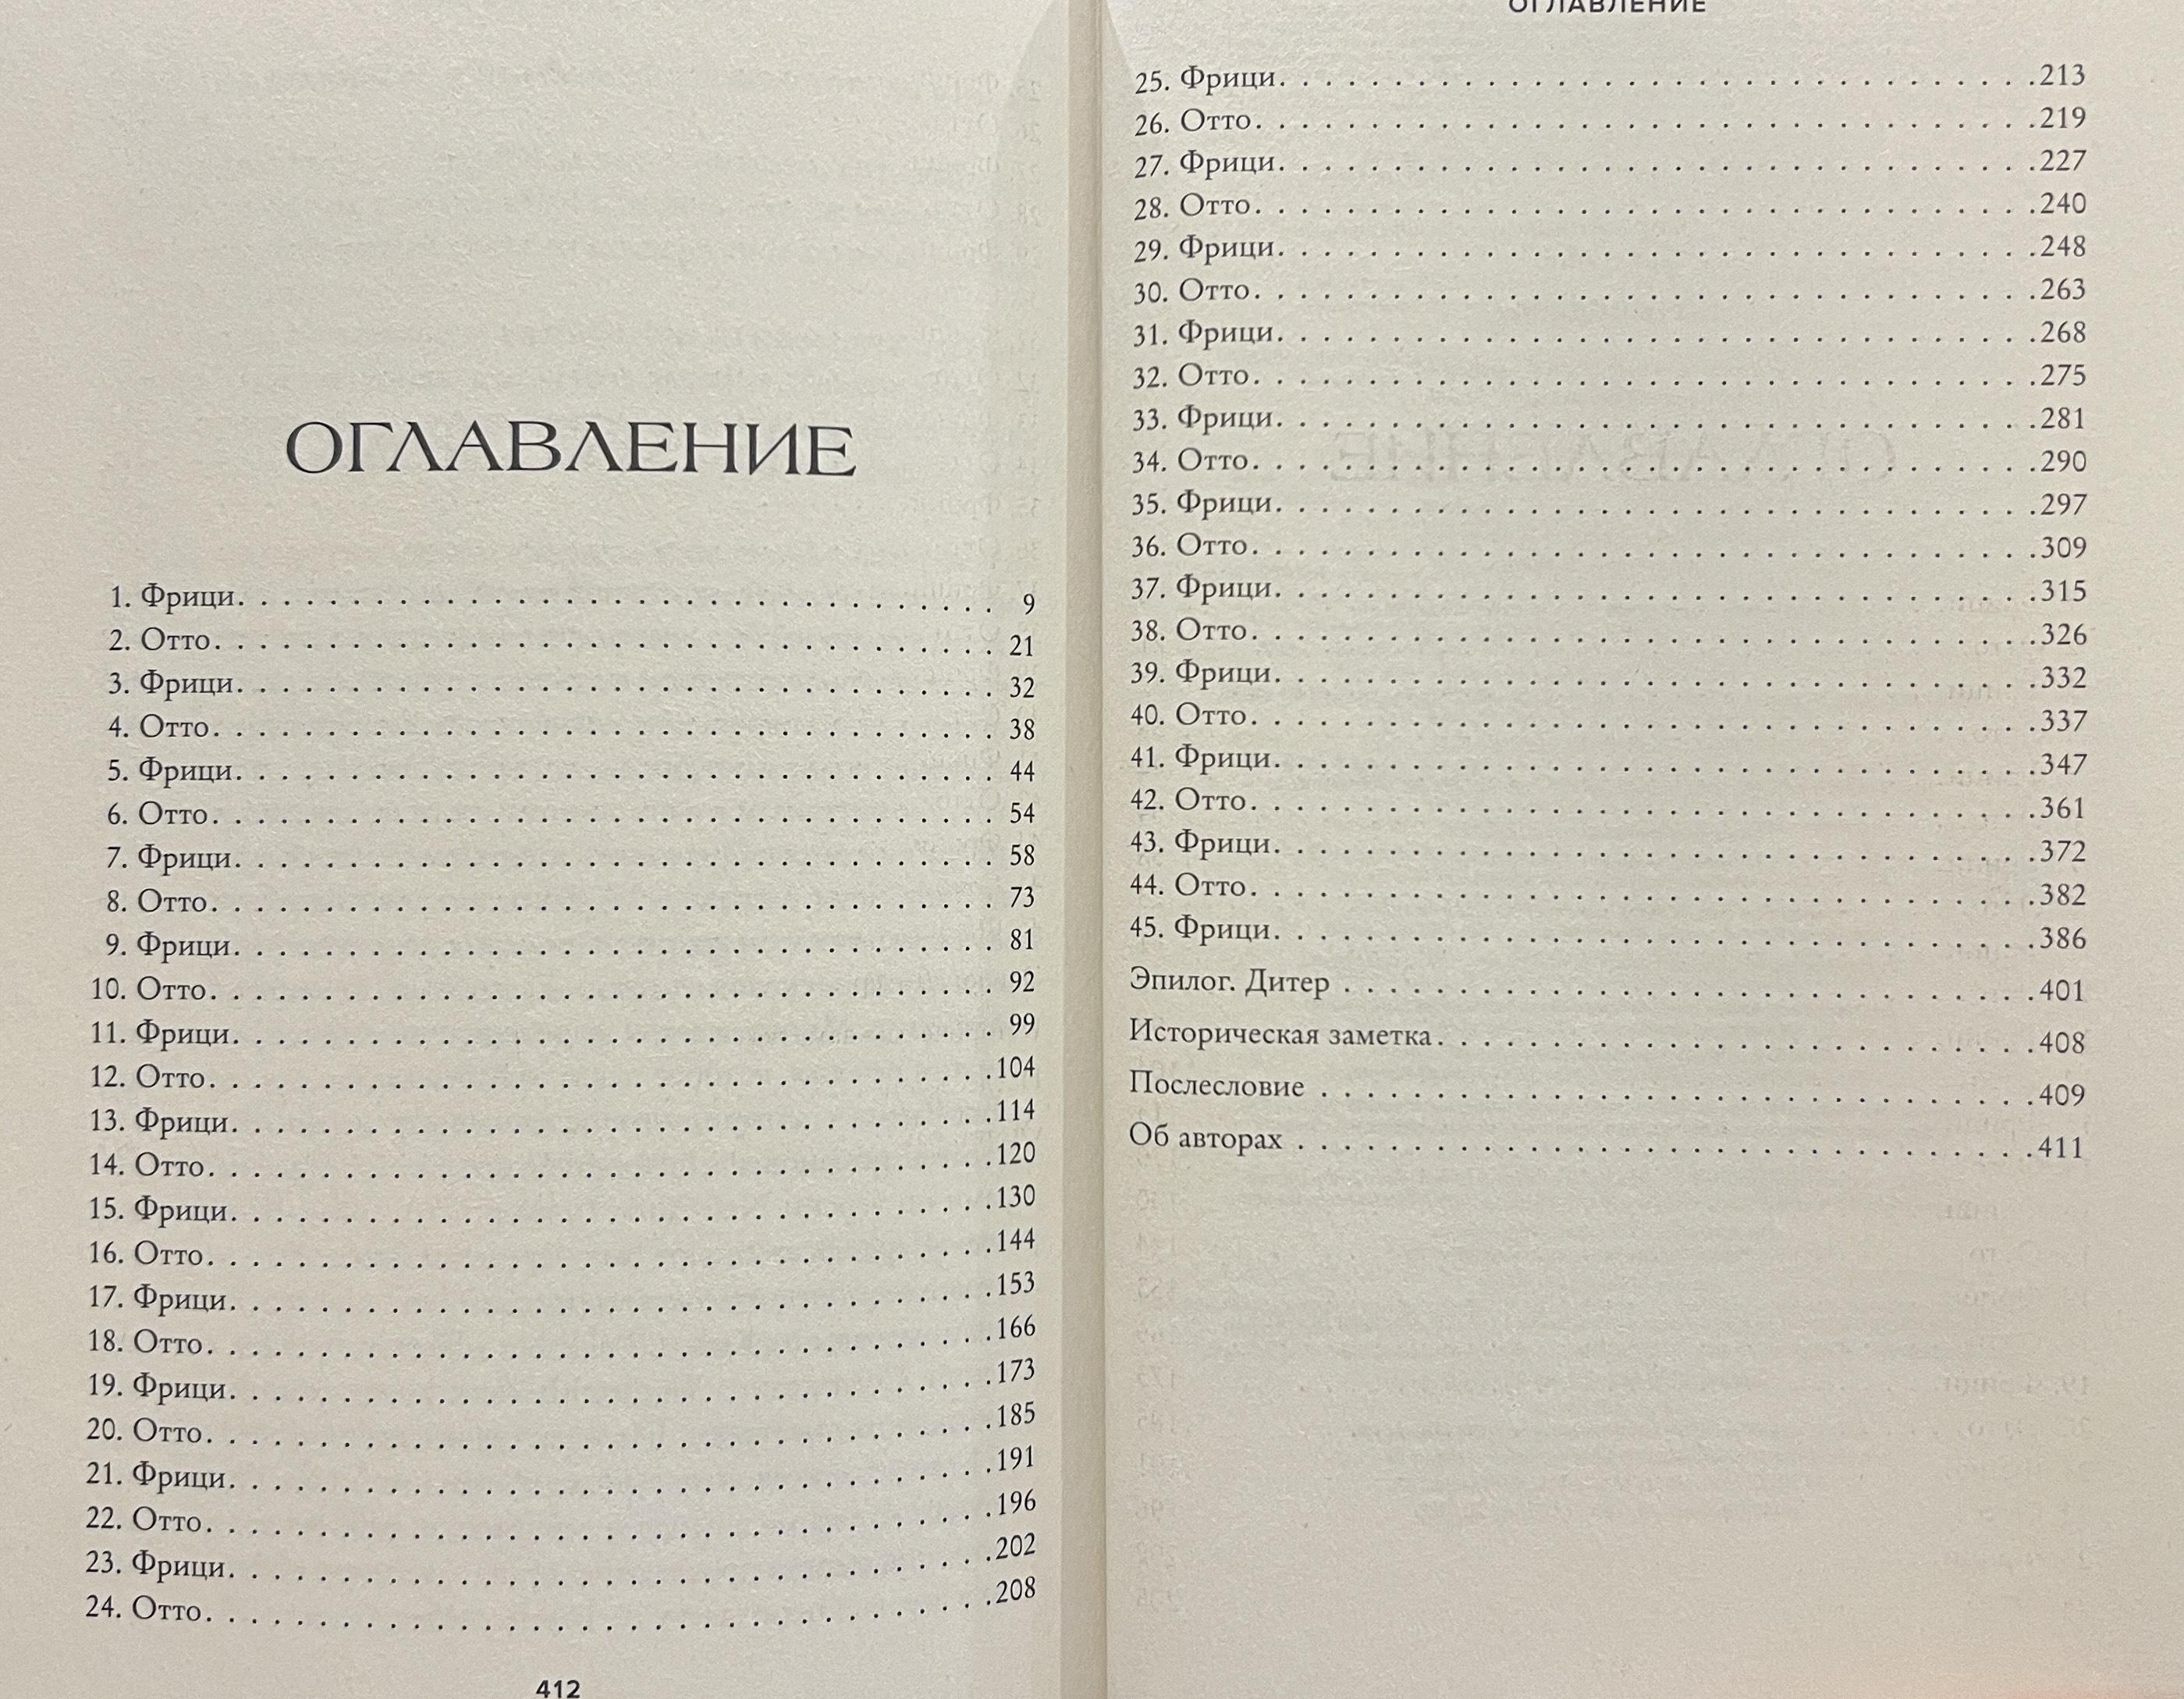 ОГЛАВЛЕНИЕ
1. Фрици. . . . . . . . . . . . . . . . . . . . . . . . . . . . . . . . . 9
2. Отто. . . . . . . . . . . . . . . . . . . . . . . . . . . . . . . . . . 21
3. Фрици. . . . . . . . . . . . . . . . . . . . . . . . . . . . . . . . . 32
4. Отто. . . . . . . . . . . . . . . . . . . . . . . . . . . . . . . . . . 38
5. Фрици. . . . . . . . . . . . . . . . . . . . . . . . . . . . . . . . . 44
6. Отто. . . . . . . . . . . . . . . . . . . . . . . . . . . . . . . . . . 54
7. Фрици. . . . . . . . . . . . . . . . . . . . . . . . . . . . . . . . . 58
8. Отто. . . . . . . . . . . . . . . . . . . . . . . . . . . . . . . . . . 73
9. Фрици. . . . . . . . . . . . . . . . . . . . . . . . . . . . . . . . . 81
10. Отто. . . . . . . . . . . . . . . . . . . . . . . . . . . . . . . . . . 92
11. Фрици. . . . . . . . . . . . . . . . . . . . . . . . . . . . . . . . . 99
12. Отто. . . . . . . . . . . . . . . . . . . . . . . . . . . . . . . . . .104
13. Фрици. . . . . . . . . . . . . . . . . . . . . . . . . . . . . . . . .114
14. Отто. . . . . . . . . . . . . . . . . . . . . . . . . . . . . . . . . .120
15. Фрици. . . . . . . . . . . . . . . . . . . . . . . . . . . . . . . . .130
16. Отто. . . . . . . . . . . . . . . . . . . . . . . . . . . . . . . . . .144
17. Фрици. . . . . . . . . . . . . . . . . . . . . . . . . . . . . . . . .153
18. Отто. . . . . . . . . . . . . . . . . . . . . . . . . . . . . . . . . .166
19. Фрици. . . . . . . . . . . . . . . . . . . . . . . . . . . . . . . . .173
20. Отто. . . . . . . . . . . . . . . . . . . . . . . . . . . . . . . . . .185
21. Фрици. . . . . . . . . . . . . . . . . . . . . . . . . . . . . . . . .191
22. Отто. . . . . . . . . . . . . . . . . . . . . . . . . . . . . . . . . .196
23. Фрици. . . . . . . . . . . . . . . . . . . . . . . . . . . . . . . . .202
24. Отто. . . . . . . . . . . . . . . . . . . . . . . . . . . . . . . . . .208
412
ОГЛАВЛЕНИЕ
25. Фрици. . . . . . . . . . . . . . . . . . . . . . . . . . . . . . . . .213
26. Отто. . . . . . . . . . . . . . . . . . . . . . . . . . . . . . . . . .219
27. Фрици. . . . . . . . . . . . . . . . . . . . . . . . . . . . . . . . .227
28. Отто. . . . . . . . . . . . . . . . . . . . . . . . . . . . . . . . . .240
29. Фрици. . . . . . . . . . . . . . . . . . . . . . . . . . . . . . . . .248
30. Отто. . . . . . . . . . . . . . . . . . . . . . . . . . . . . . . . . .263
31. Фрици. . . . . . . . . . . . . . . . . . . . . . . . . . . . . . . . .268
32. Отто. . . . . . . . . . . . . . . . . . . . . . . . . . . . . . . . . .275
33. Фрици. . . . . . . . . . . . . . . . . . . . . . . . . . . . . . . . .281
34. Отто. . . . . . . . . . . . . . . . . . . . . . . . . . . . . . . . . .290
35. Фрици. . . . . . . . . . . . . . . . . . . . . . . . . . . . . . . . .297
36. Отто. . . . . . . . . . . . . . . . . . . . . . . . . . . . . . . . . .309
37. Фрици. . . . . . . . . . . . . . . . . . . . . . . . . . . . . . . . .315
38. Отто. . . . . . . . . . . . . . . . . . . . . . . . . . . . . . . . . .326
39. Фрици. . . . . . . . . . . . . . . . . . . . . . . . . . . . . . . . .332
40. Отто. . . . . . . . . . . . . . . . . . . . . . . . . . . . . . . . . .337
41. Фрици. . . . . . . . . . . . . . . . . . . . . . . . . . . . . . . . .347
42. Отто. . . . . . . . . . . . . . . . . . . . . . . . . . . . . . . . . .361
43. Фрици. . . . . . . . . . . . . . . . . . . . . . . . . . . . . . . . .372
44. Отто. . . . . . . . . . . . . . . . . . . . . . . . . . . . . . . . . .382
45. Фрици. . . . . . . . . . . . . . . . . . . . . . . . . . . . . . . . .386
Эпилог. Дитер . . . . . . . . . . . . . . . . . . . . . . . . . . . . . .401
Историческая заметка. . . . . . . . . . . . . . . . . . . . . . . . . .408
Послесловие . . . . . . . . . . . . . . . . . . . . . . . . . . . . . . .409
Об авторах . . . . . . . . . . . . . . . . . . . . . . . . . . . . . . . .411